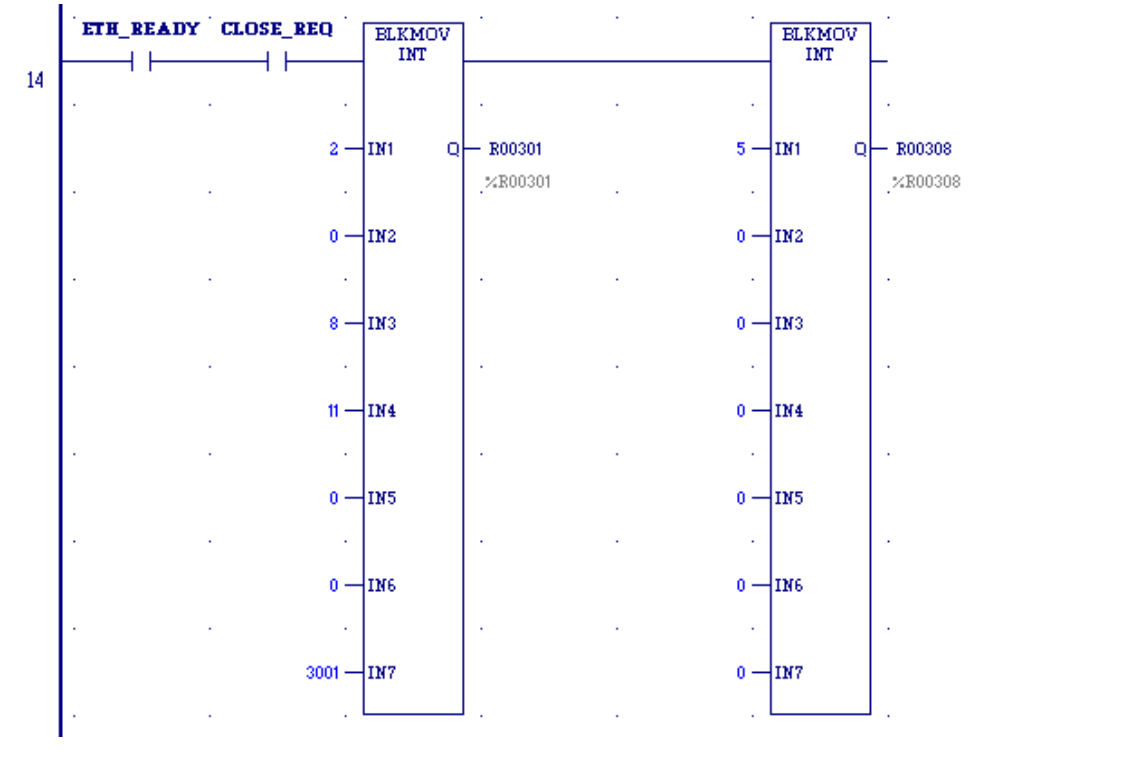 ETH_READY CLOSE_REQ BLKMOV BLKMOV
INT INT
14
2 IN1 Q R00301 5 IN1 Q R00308
%R00301 %R00308
0 IN2 0 IN2
8 IN3 0 IN3
11 IN4 0 IN4
0 IN5 0 IN5
0 IN6 0 IN6
3001 IN7 0 IN7